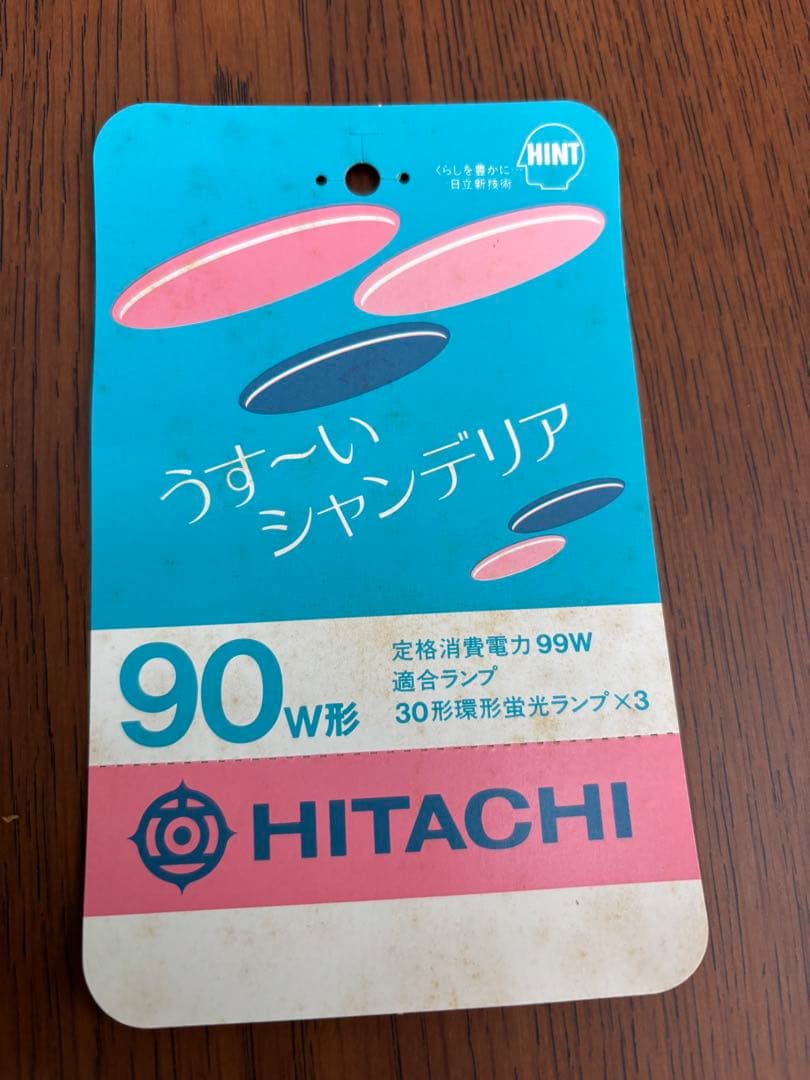 HINT
くらしを豊かに…
日立新技術
うす〜い
シャンデリア
90W形
定格消費電力99W
適合ランプ
30形環形蛍光ランプ×3
HITACHI